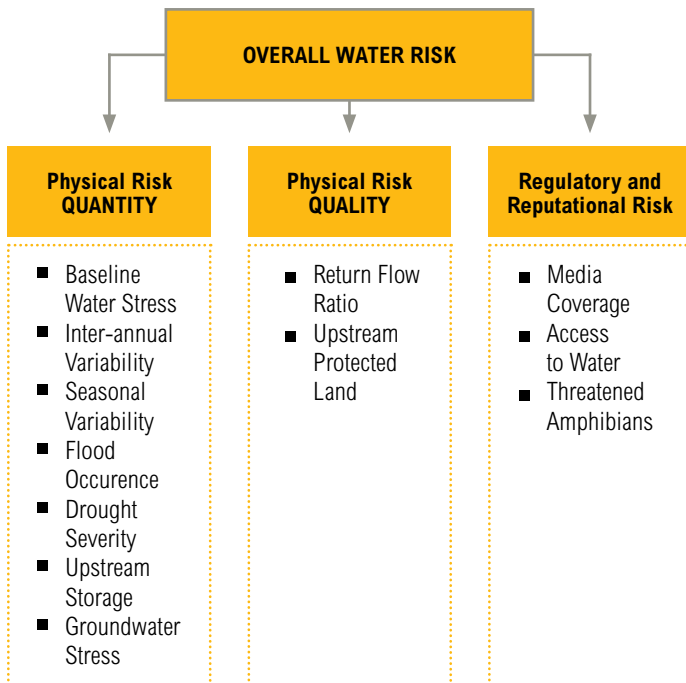 OVERALL WATER RISK
Physical Risk
QUANTITY
■ Baseline
Water Stress
■ Inter-annual
Variability
■ Seasonal
Variability
■ Flood
Occurence
■ Drought
Severity
■ Upstream
Storage
■ Groundwater
Stress
Physical Risk
QUALITY
■ Return Flow
Ratio
■ Upstream
Protected
Land
Regulatory and
Reputational Risk
■ Media
Coverage
■ Access
to Water
■ Threatened
Amphibians